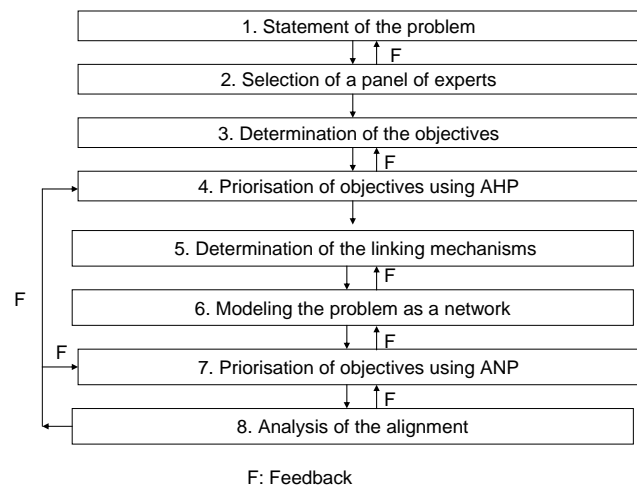 1. Statement of the problem
F
2. Selection of a panel of experts
3. Determination of the objectives
F
4. Priorisation of objectives using AHP
5. Determination of the linking mechanisms
F
F
6. Modeling the problem as a network
F
F
7. Priorisation of objectives using ANP
F
8. Analysis of the alignment
F: Feedback